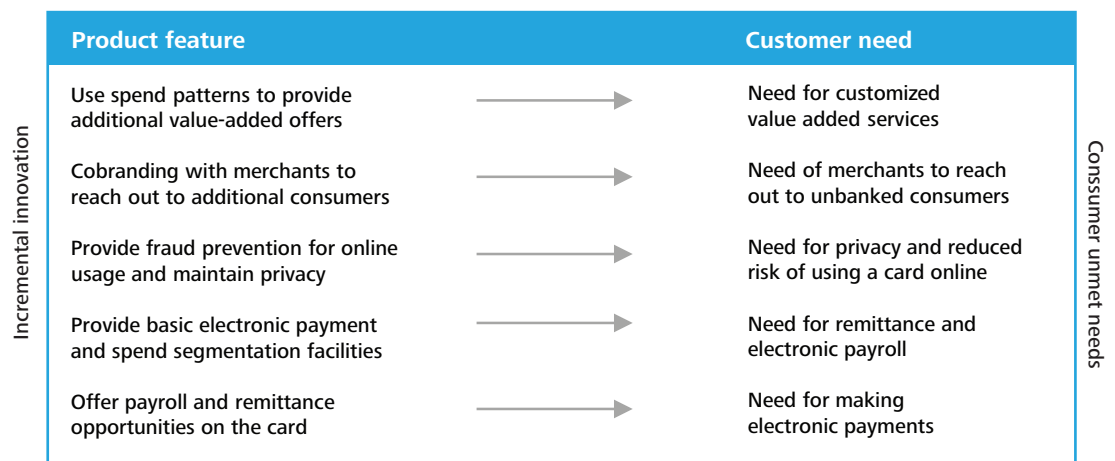 Product feature
Customer need
Use spend patterns to provide
additional value-added offers
Need for customized
value added services
Cobranding with merchants to
reach out to additional consumers
Need of merchants to reach
out to unbanked consumers
Provide fraud prevention for online
usage and maintain privacy
Need for privacy and reduced
risk of using a card online
Provide basic electronic payment
and spend segmentation facilities
Need for remittance and
electronic payroll
Offer payroll and remittance
opportunities on the card
Need for making
electronic payments
Incremental innovation
Conssumer unmet needs